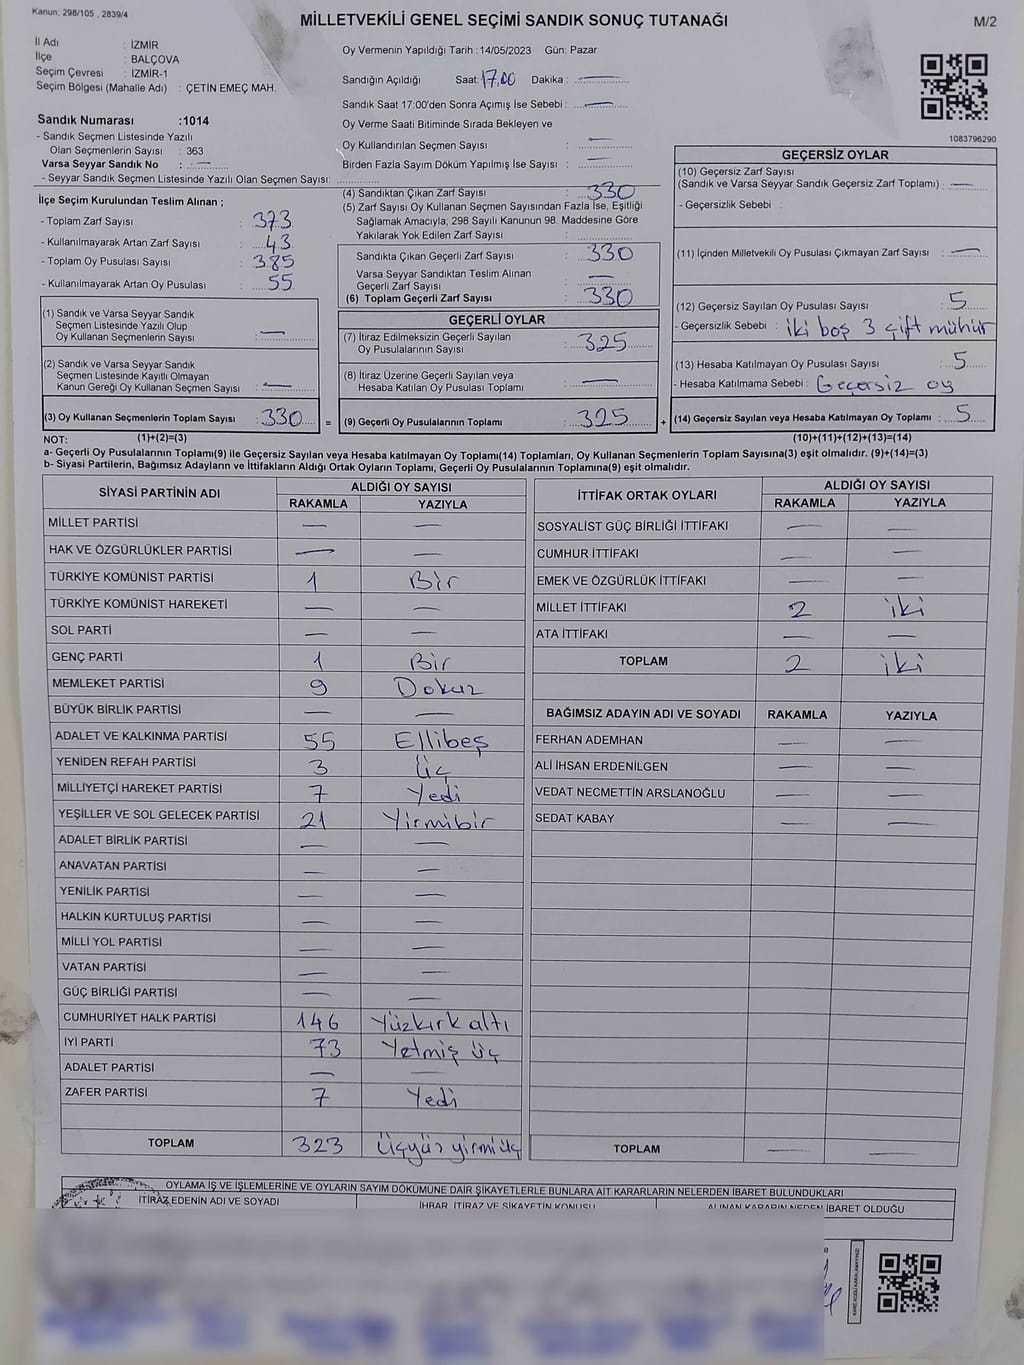 Kanun: 298/105 , 2839/4
MİLLETVEKİLİ GENEL SEÇİMİ SANDIK SONUÇ TUTANAĞI
M/2
İl Adı : İZMİR
İlçe : BALÇOVA
Seçim Çevresi : İZMİR-1
Seçim Bölgesi (Mahalle Adı) : ÇETİN EMEÇ MAH.
Sandık Numarası :1014
- Sandık Seçmen Listesinde Yazılı
Olan Seçmenlerin Sayısı : 363
Varsa Seyyar Sandık No : —
- Seyyar Sandık Seçmen Listesinde Yazılı Olan Seçmen Sayısı:
Oy Vermenin Yapıldığı Tarih :14/05/2023 Gün: Pazar
Sandığın Açıldığı Saat: 17.00 Dakika : —
Sandık Saat 17:00'den Sonra Açımış İse Sebebi : —
Oy Verme Saati Bitiminde Sırada Bekleyen ve
Oy Kullandırılan Seçmen Sayısı : —
Birden Fazla Sayım Döküm Yapılmış İse Sayısı : —
1083796290
İlçe Seçim Kurulundan Teslim Alınan ;
- Toplam Zarf Sayısı : 373
- Kullanılmayarak Artan Zarf Sayısı : 43
- Toplam Oy Pusulası Sayısı : 385
- Kullanılmayarak Artan Oy Pusulası : 55
(1) Sandık ve Varsa Seyyar Sandık
Seçmen Listesinde Yazılı Olup
Oy Kullanan Seçmenlerin Sayısı : —
(2) Sandık ve Varsa Seyyar Sandık
Seçmen Listesinde Kayıtlı Olmayan
Kanun Gereği Oy Kullanan Seçmen Sayısı : —
(3) Oy Kullanan Seçmenlerin Toplam Sayısı : 330
(1)+(2)=(3)
(4) Sandıktan Çıkan Zarf Sayısı : 330
(5) Zarf Sayısı Oy Kullanan Seçmen Sayısından Fazla İse, Eşitliği
Sağlamak Amacıyla, 298 Sayılı Kanunun 98. Maddesine Göre
Yakılarak Yok Edilen Zarf Sayısı :
Sandıkta Çıkan Geçerli Zarf Sayısı : 330
Varsa Seyyar Sandıktan Teslim Alınan
Geçerli Zarf Sayısı : —
(6) Toplam Geçerli Zarf Sayısı : 330
GEÇERLİ OYLAR
(7) İtiraz Edilmeksizin Geçerli Sayılan
Oy Pusulalarının Sayısı : 325
(8) İtiraz Üzerine Geçerli Sayılan veya
Hesaba Katılan Oy Pusulası Toplamı : —
= (9) Geçerli Oy Pusulalarının Toplamı : 325
GEÇERSİZ OYLAR
(10) Geçersiz Zarf Sayısı
(Sandık ve Varsa Seyyar Sandık Geçersiz Zarf Toplamı) : —
- Geçersizlik Sebebi :
(11) İçinden Milletvekili Oy Pusulası Çıkmayan Zarf Sayısı : —
(12) Geçersiz Sayılan Oy Pusulası Sayısı : 5
- Geçersizlik Sebebi : iki boş 3 çift mühür
(13) Hesaba Katılmayan Oy Pusulası Sayısı : 5
- Hesaba Katılmama Sebebi : Geçersiz oy
+ (14) Geçersiz Sayılan veya Hesaba Katılmayan Oy Toplamı : 5
(10)+(11)+(12)+(13)=(14)
NOT:
a- Geçerli Oy Pusulasının Toplamı(9) ile Geçersiz Sayılan veya Hesaba katılmayan Oy Toplamı(14) Toplamları, Oy Kullanan Seçmenlerin Toplam Sayısına(3) eşit olmalıdır. (9)+(14)=(3)
b- Siyasi Partilerin, Bağımsız Adayların ve İttifakların Aldığı Ortak Oyların Toplamı, Geçerli Oy Pusulalarının Toplamına(9) eşit olmalıdır.
SİYASİ PARTİNİN ADI ALDIĞI OY SAYISI
RAKAMLA YAZIYLA
MİLLET PARTİSİ — —
HAK VE ÖZGÜRLÜKLER PARTİSİ — —
TÜRKİYE KOMÜNİST PARTİSİ 1 Bir
TÜRKİYE KOMÜNİST HAREKETİ — —
SOL PARTİ — —
GENÇ PARTİ 1 Bir
MEMLEKET PARTİSİ 9 Dokuz
BÜYÜK BİRLİK PARTİSİ — —
ADALET VE KALKINMA PARTİSİ 55 Ellibeş
YENİDEN REFAH PARTİSİ 3 Üç
MİLLİYETÇİ HAREKET PARTİSİ 7 Yedi
YEŞİLLER VE SOL GELECEK PARTİSİ 21 Yirmibir
ADALET BİRLİK PARTİSİ — —
ANAVATAN PARTİSİ — —
YENİLİK PARTİSİ — —
HALKIN KURTULUŞ PARTİSİ — —
MİLLİ YOL PARTİSİ — —
VATAN PARTİSİ — —
GÜÇ BİRLİĞİ PARTİSİ — —
CUMHURİYET HALK PARTİSİ 146 Yüzkırk altı
İYİ PARTİ 73 Yetmiş üç
ADALET PARTİSİ — —
ZAFER PARTİSİ 7 Yedi
TOPLAM 323 Üçyüz yirmi üç
İTTİFAK ORTAK OYLARI ALDIĞI OY SAYISI
RAKAMLA YAZIYLA
SOSYALİST GÜÇ BİRLİĞİ İTTİFAKI — —
CUMHUR İTTİFAKI — —
EMEK VE ÖZGÜRLÜK İTTİFAKI — —
MİLLET İTTİFAKI 2 iki
ATA İTTİFAKI — —
TOPLAM 2 iki
BAĞIMSIZ ADAYIN ADI VE SOYADI RAKAMLA YAZIYLA
FERHAN ADEMHAN — —
ALİ İHSAN ERDENİLGEN — —
VEDAT NECMETTİN ARSLANOĞLU — —
SEDAT KABAY — —
TOPLAM — —
OYLAMA İŞ VE İŞLEMLERİNE VE OYLARIN SAYIM DÖKÜMÜNE DAİR ŞİKAYETLERLE BUNLARA AİT KARARLARIN NELERDEN İBARET BULUNDUKLARI
İTİRAZ EDENİN ADI VE SOYADI İHBAR, İTİRAZ VE ŞİKAYETİN KONUSU ALINAN KARARIN NEDEN İBARET OLDUĞU